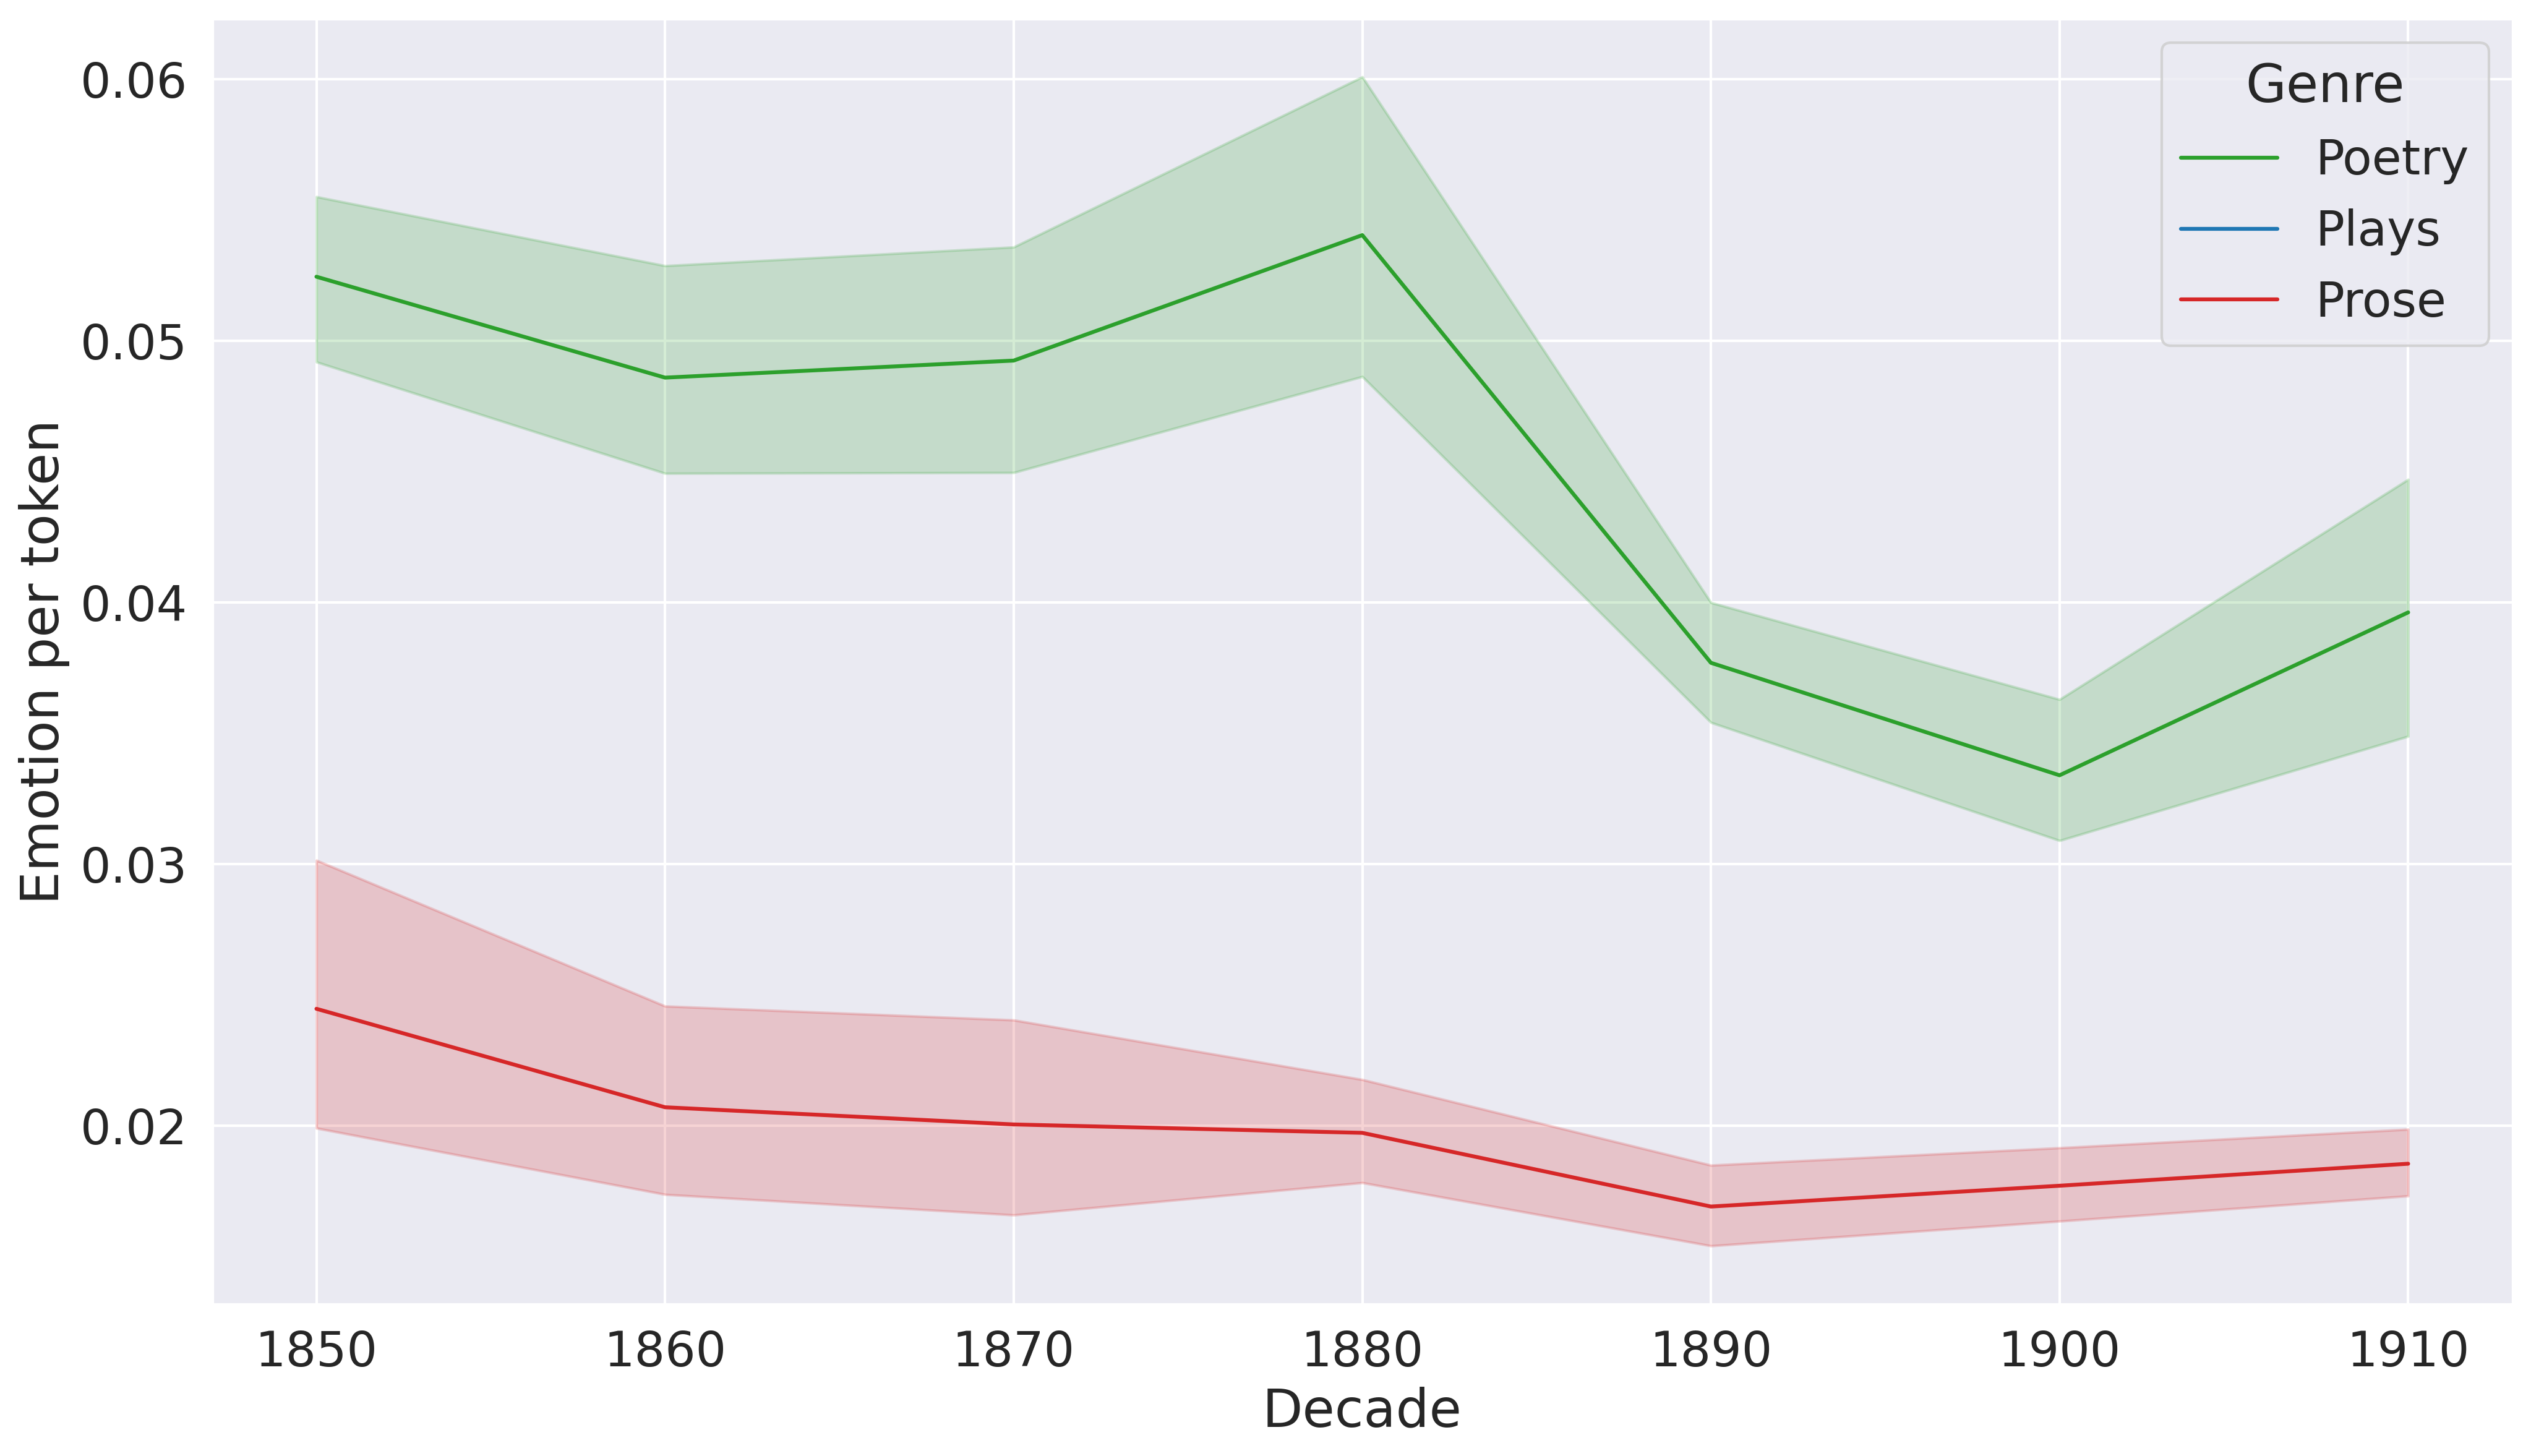 Genre
Poetry
Plays
Prose
Emotion per token
0.06
0.05
0.04
0.03
0.02
1850 1860 1870 1880 1890 1900 1910
Decade